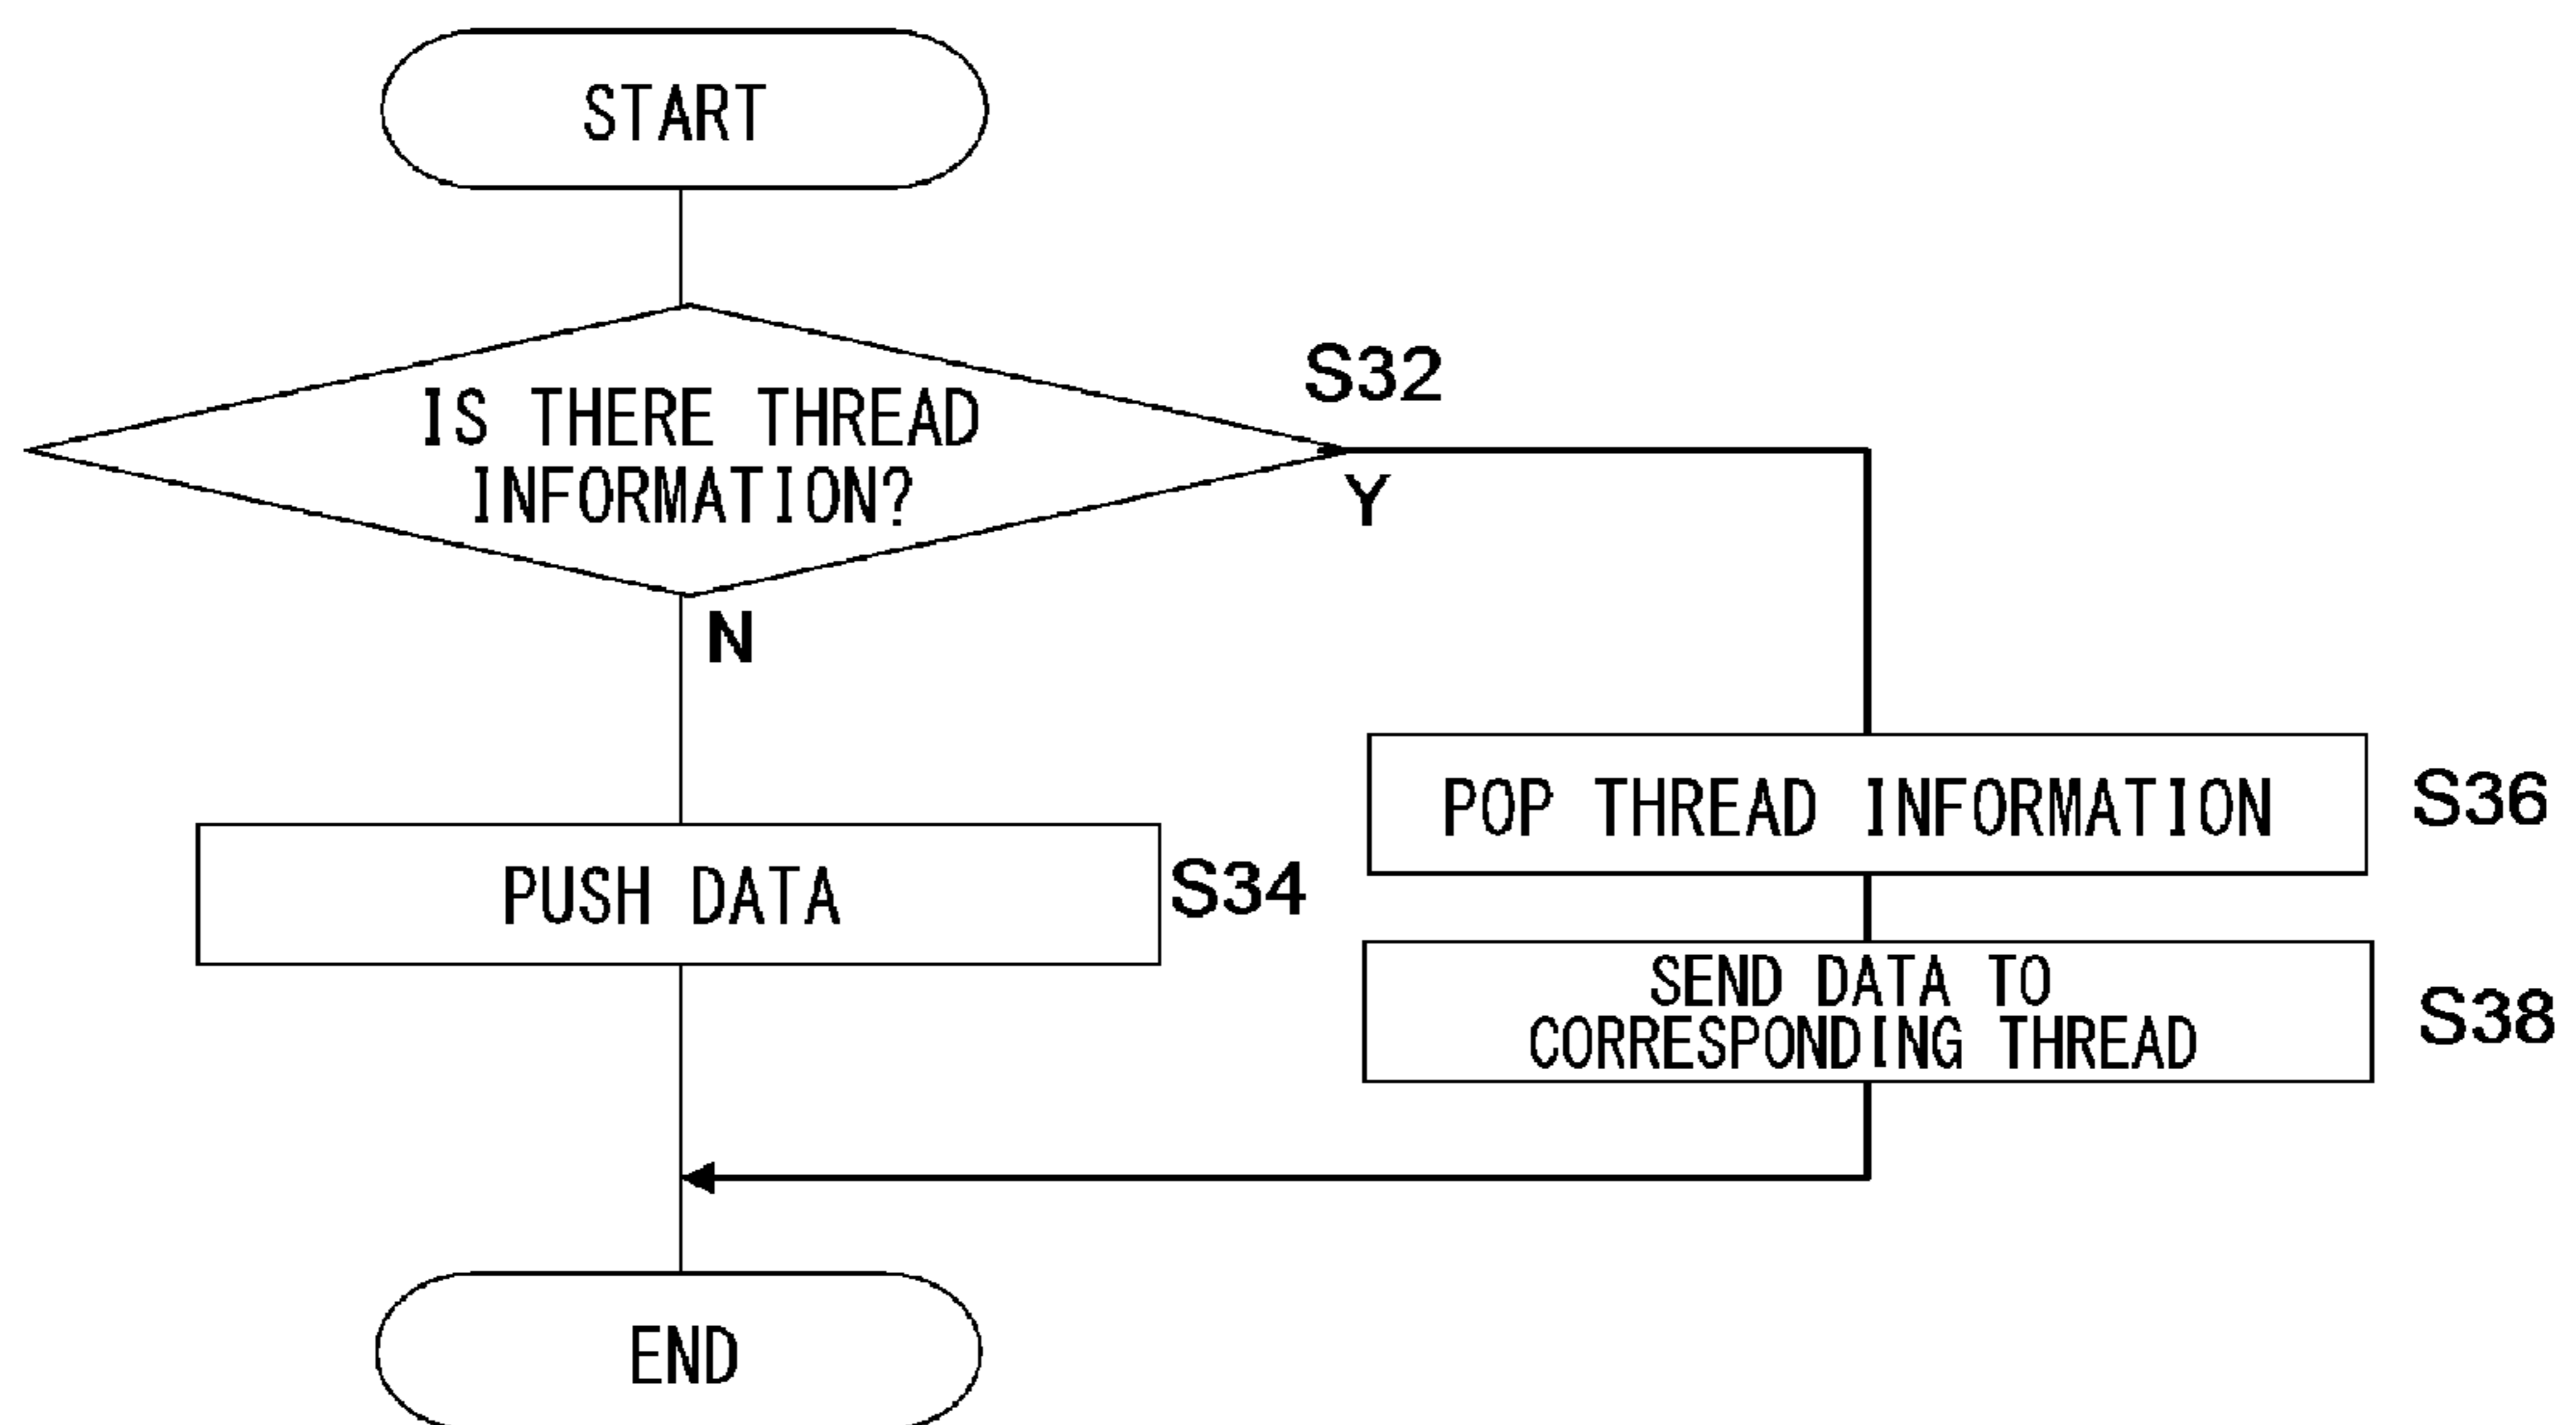 START
IS THERE THREAD
INFORMATION?
S32
Y
N
POP THREAD INFORMATION
S36
PUSH DATA
S34
SEND DATA TO
CORRESPONDING THREAD
S38
END